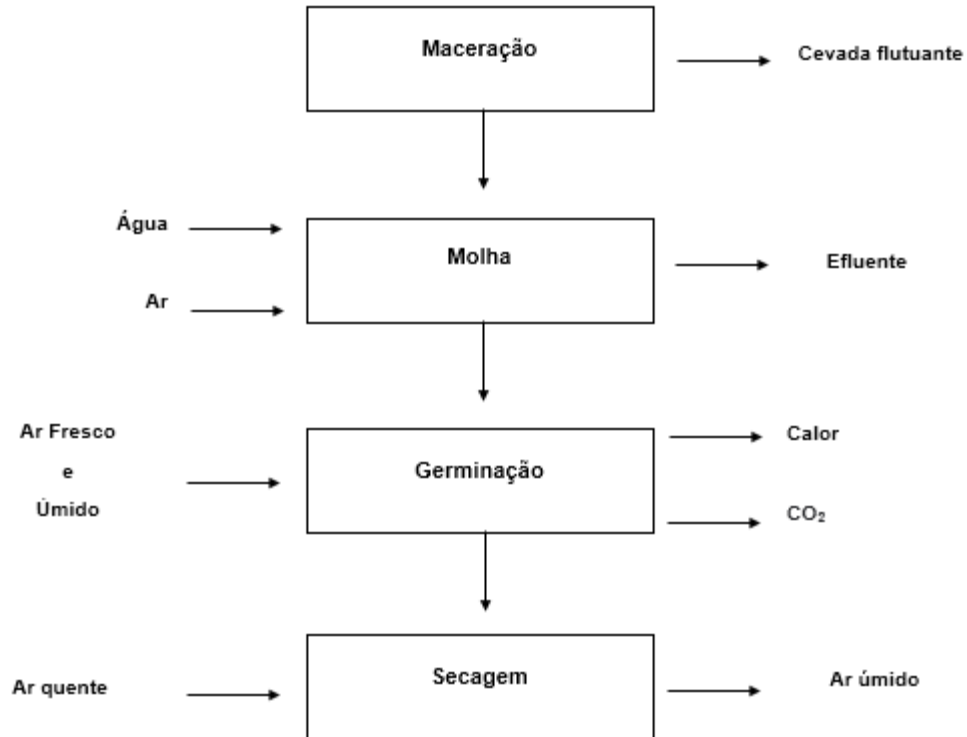 Maceração
Cevada flutuante
Água
Molha
Efluente
Ar
Ar Fresco
e
Úmido
Germinação
Calor
CO₂
Ar quente
Secagem
Ar úmido